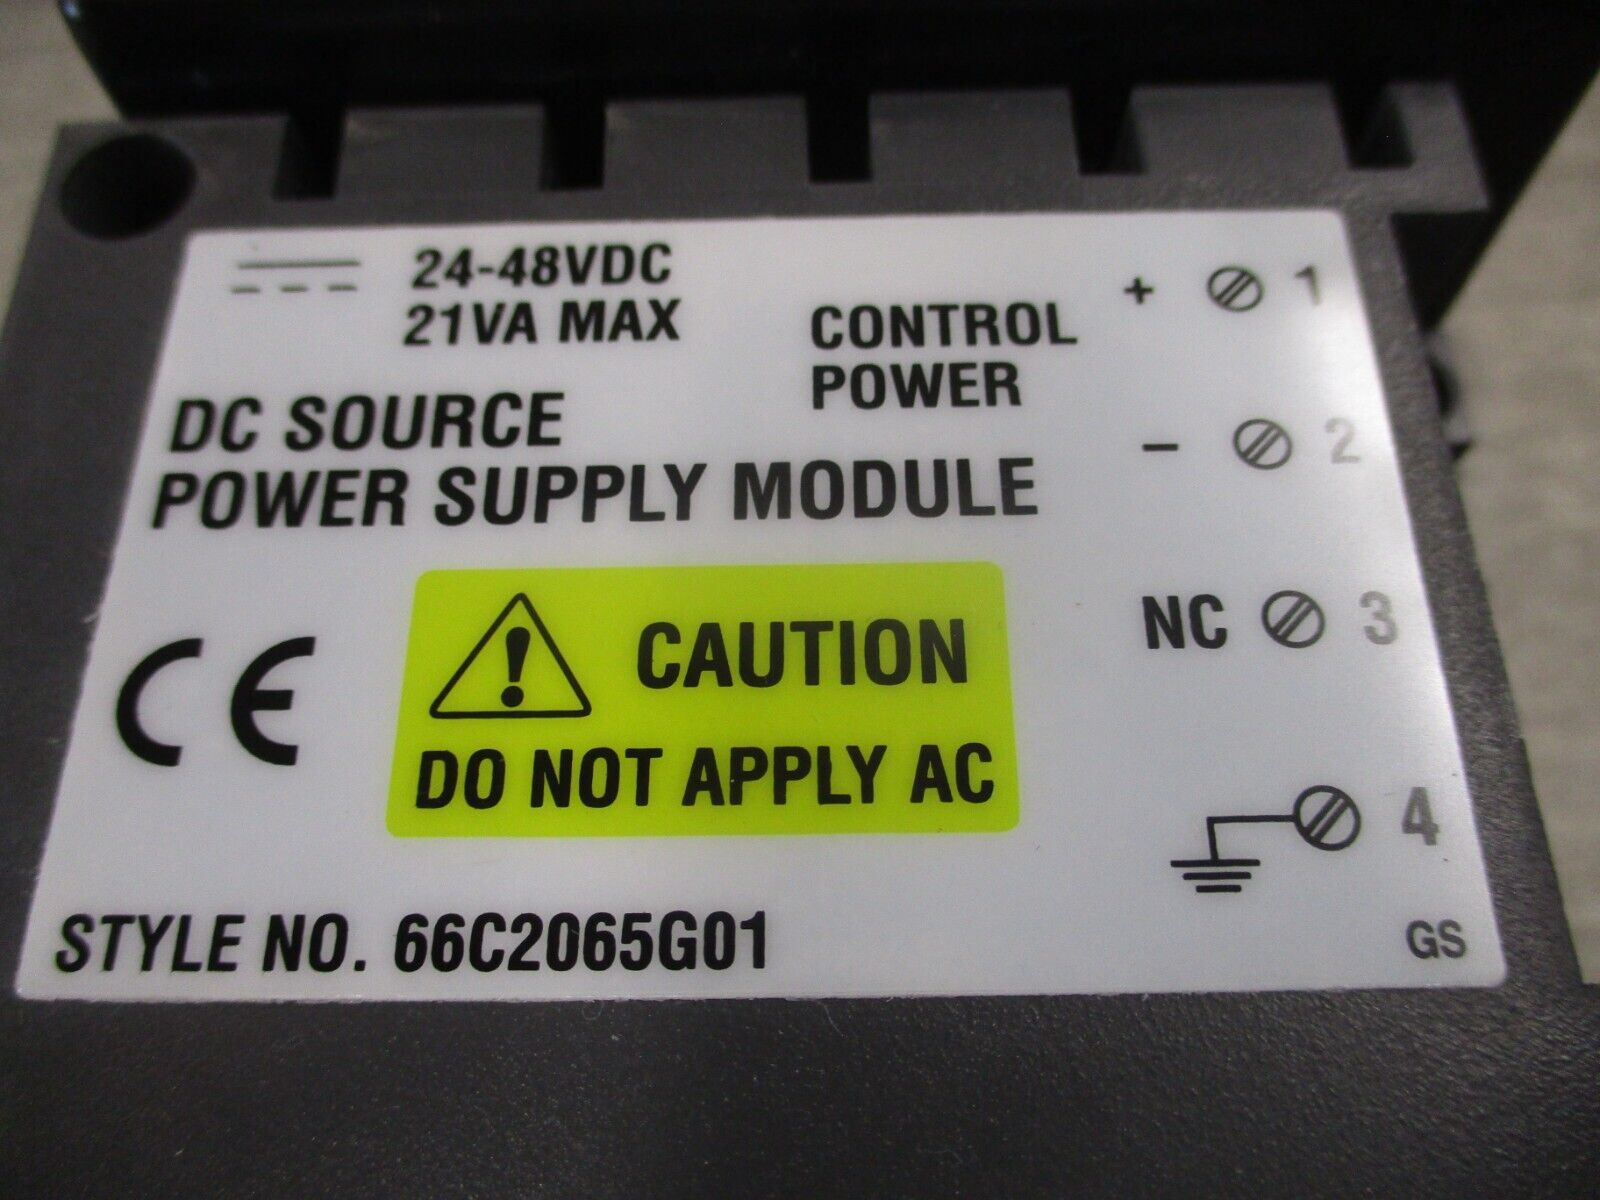 24-48VDC
21VA MAX
CONTROL
POWER
+ 1
DC SOURCE
POWER SUPPLY MODULE
- 2
NC 3
CE
! CAUTION
DO NOT APPLY AC
4
STYLE NO. 66C2065G01
GS